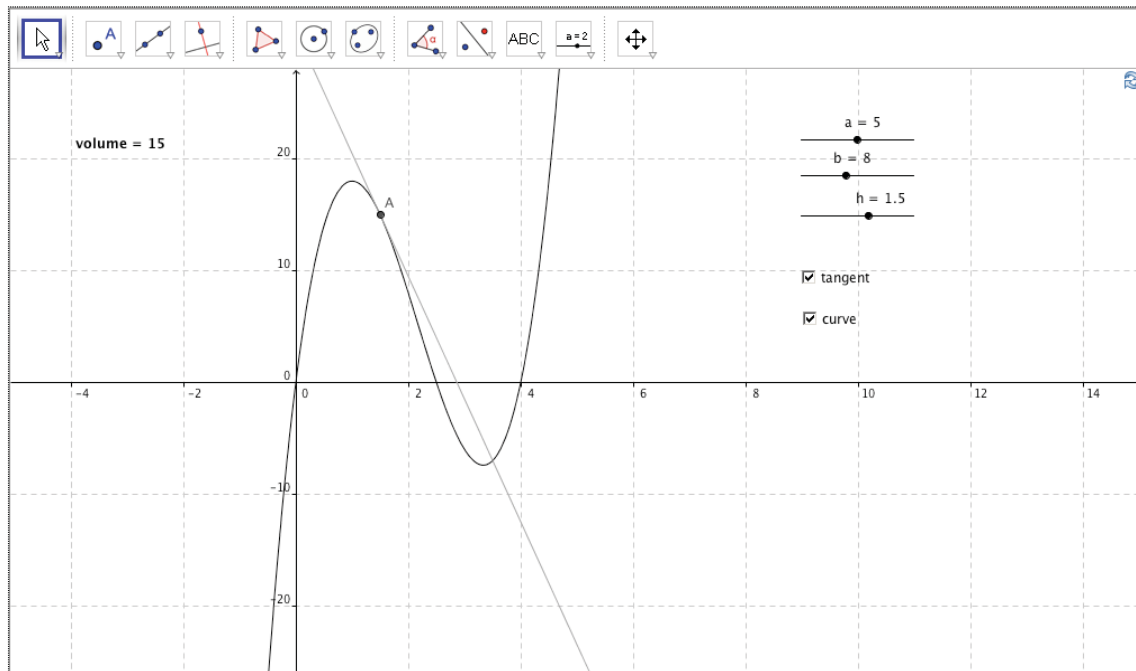 A
α
ABC
a = 2
volume = 15
a = 5
b = 8
h = 1.5
tangent
curve
A
20
10
0
-10
-20
-4
-2
0
2
4
6
8
10
12
14